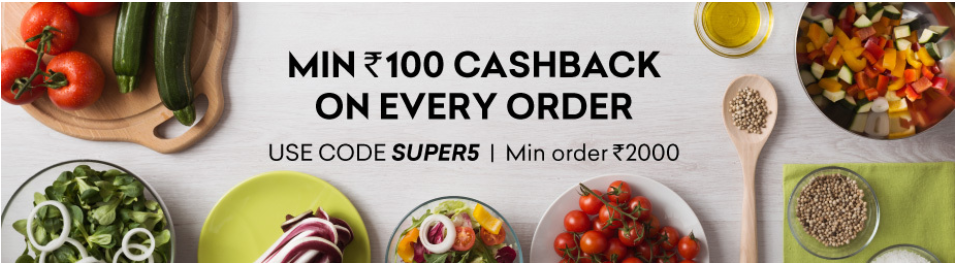 MIN ₹100 CASHBACK
ON EVERY ORDER
USE CODE SUPER5 | Min order ₹2000